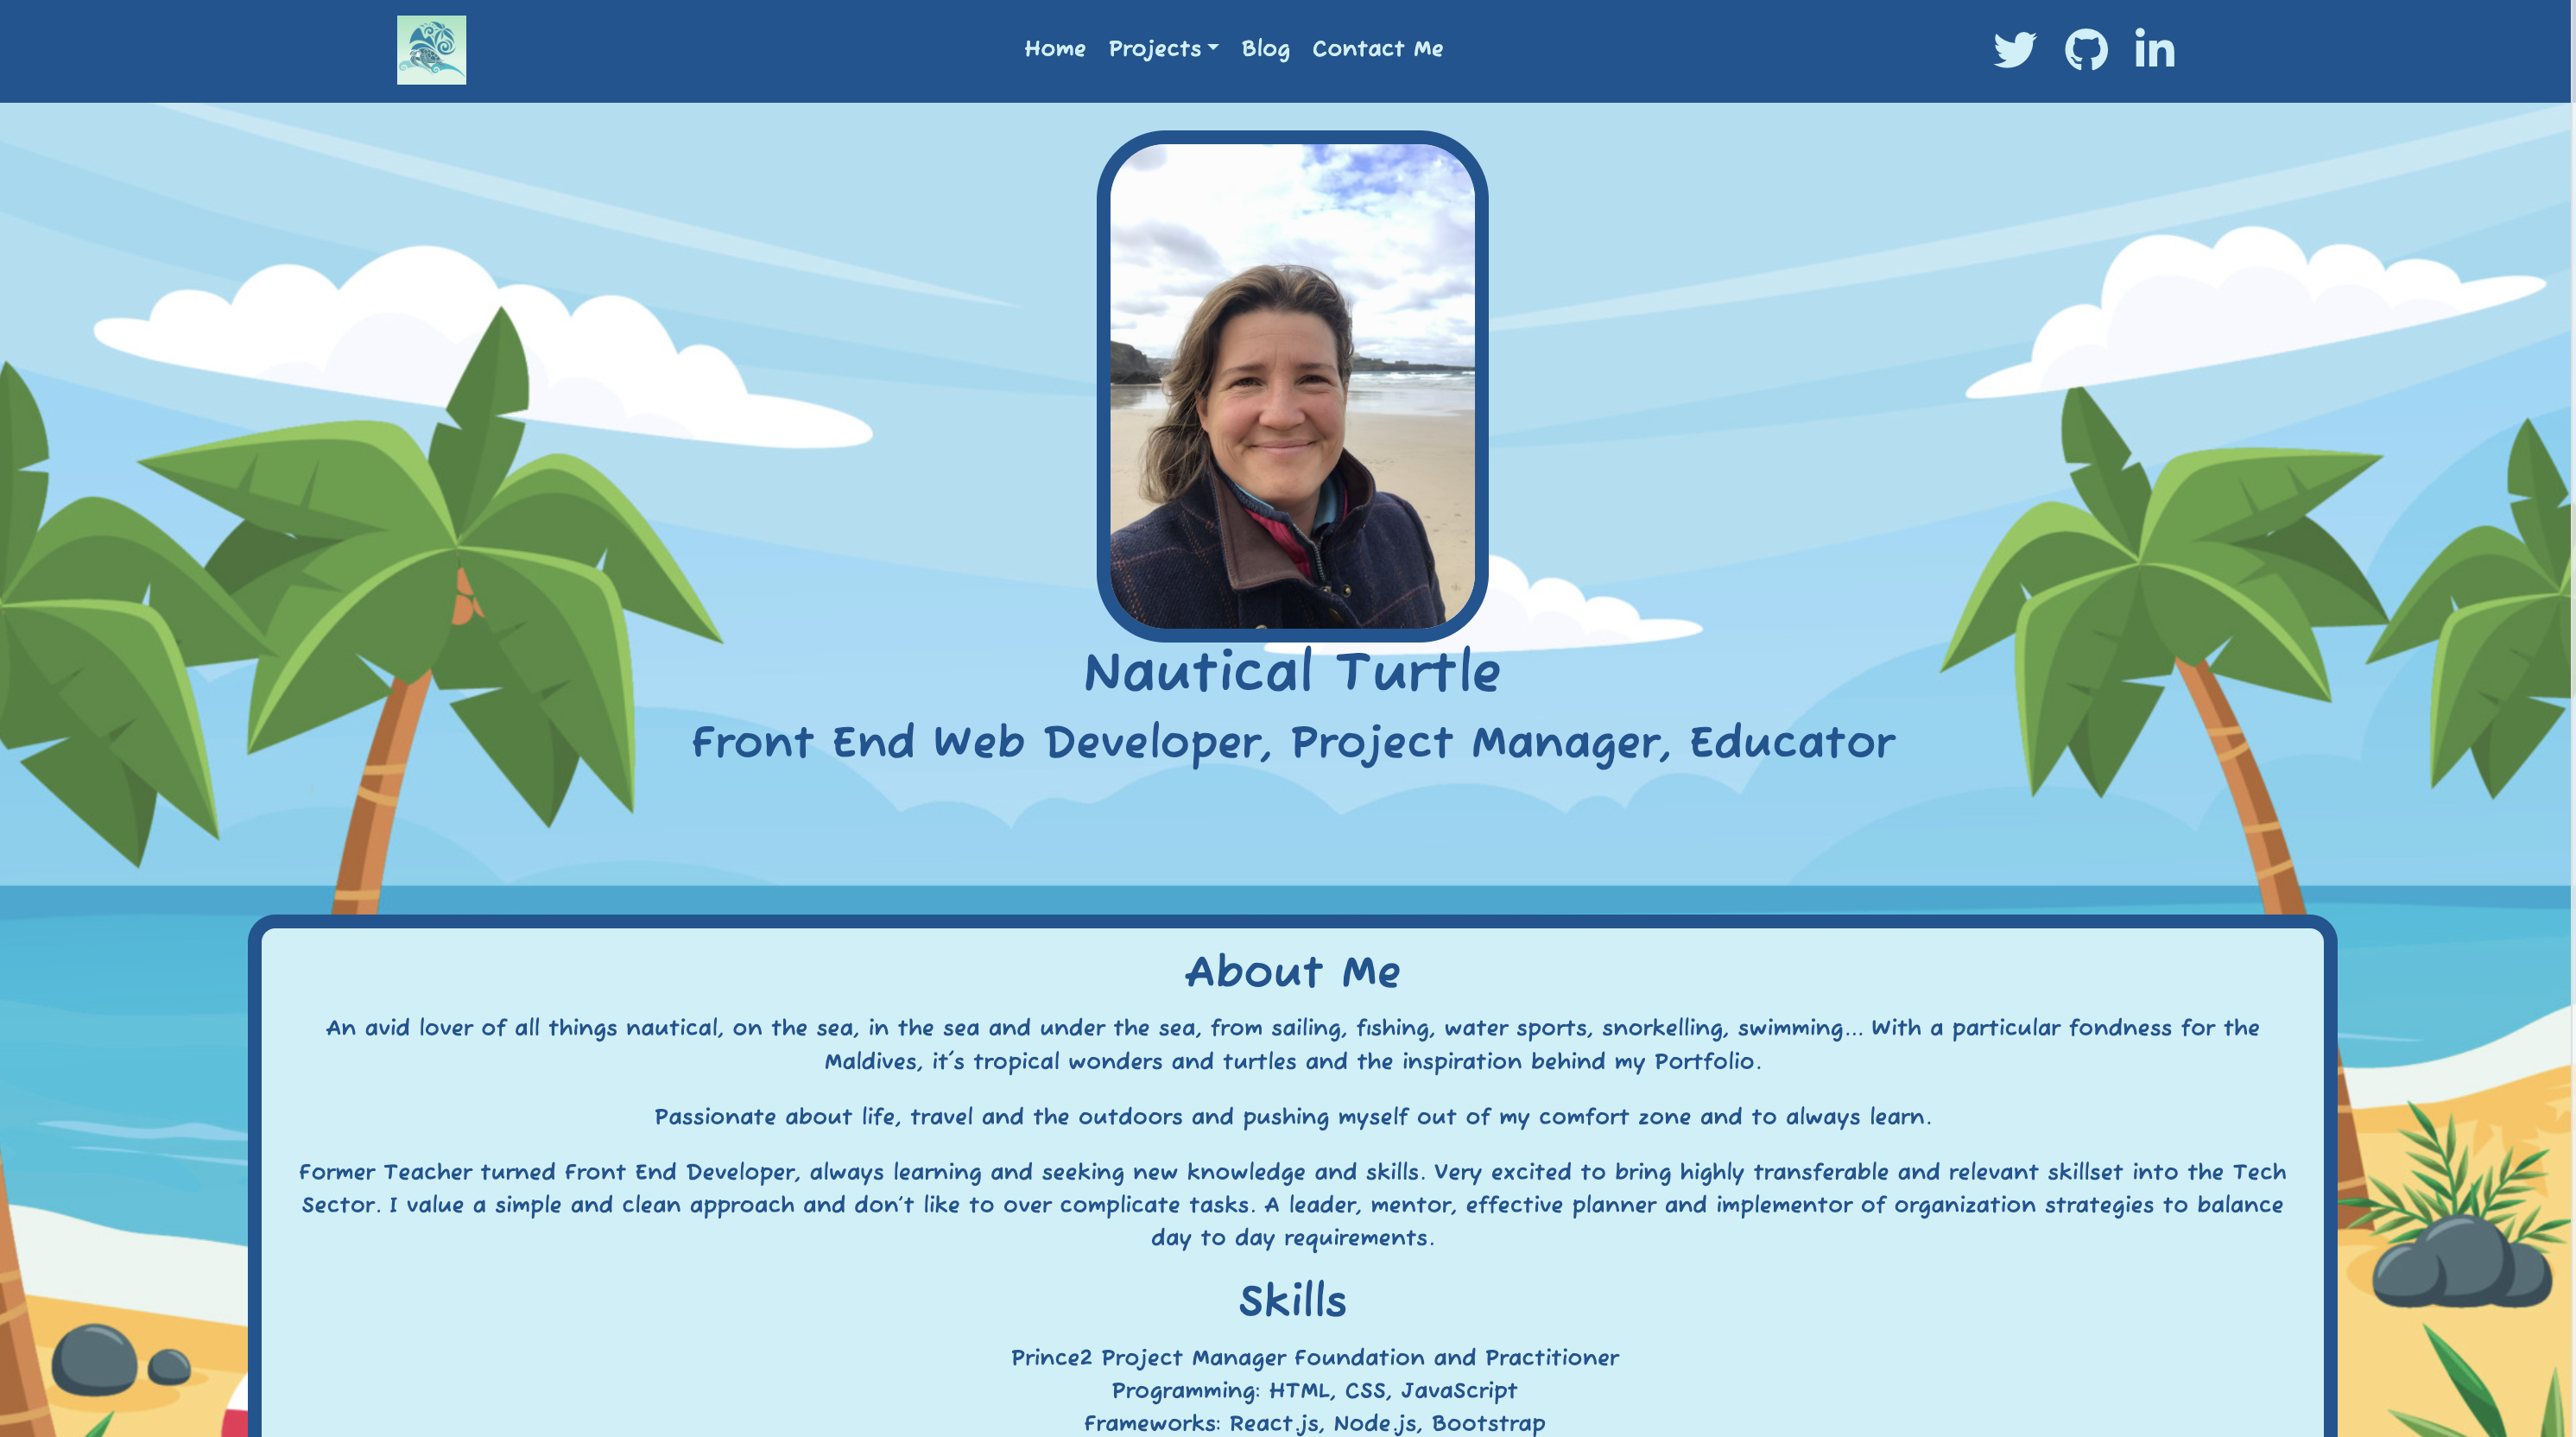 Home Projects Blog Contact Me
Nautical Turtle
Front End Web Developer, Project Manager, Educator
About Me
An avid lover of all things nautical, on the sea, in the sea and under the sea, from sailing, fishing, water sports, snorkelling, swimming... With a particular fondness for the
Maldives, it's tropical wonders and turtles and the inspiration behind my Portfolio.
Passionate about life, travel and the outdoors and pushing myself out of my comfort zone and to always learn.
Former Teacher turned Front End Developer, always learning and seeking new knowledge and skills. Very excited to bring highly transferable and relevant skillset into the Tech
Sector. I value a simple and clean approach and don't like to over complicate tasks. A leader, mentor, effective planner and implementor of organization strategies to balance
day to day requirements.
Skills
Prince2 Project Manager Foundation and Practitioner
Programming: HTML, CSS, JavaScript
Frameworks: React.js, Node.js, Bootstrap